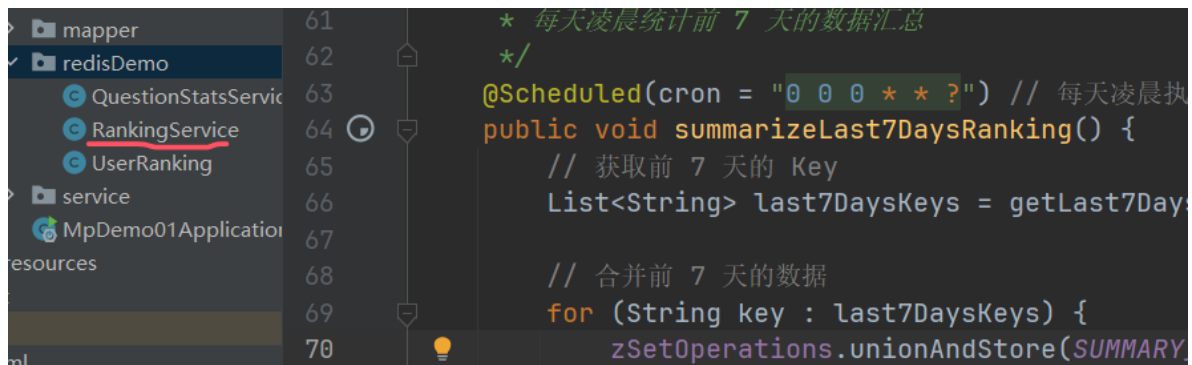 mapper
redisDemo
QuestionStatsServic
RankingService
UserRanking
service
MpDemo01Application
resources
61 * 每天凌晨统计前 7 天的数据汇总
62 */
63 @Scheduled(cron = "0 0 0 * * ?") // 每天凌晨执
64 public void summarizeLast7DaysRanking() {
65 // 获取前 7 天的 Key
66 List<String> last7DaysKeys = getLast7Days
67
68 // 合并前 7 天的数据
69 for (String key : last7DaysKeys) {
70 zSetOperations.unionAndStore(SUMMARY_